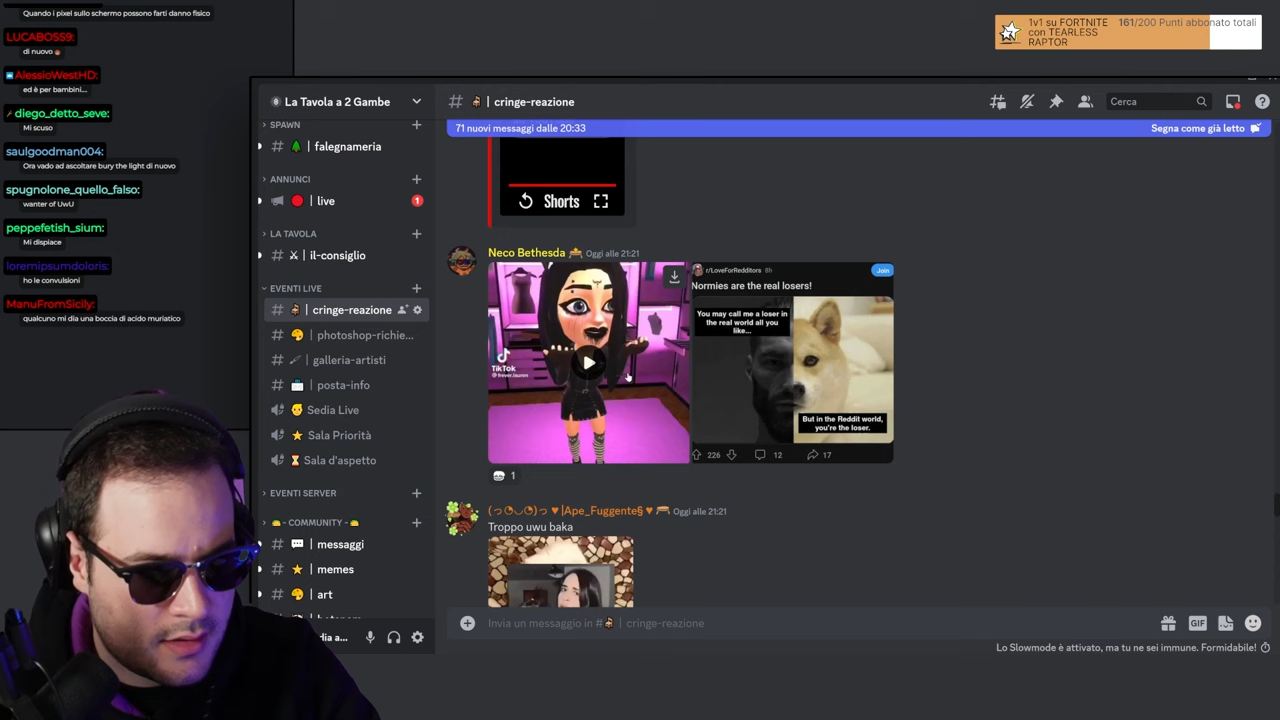 Quando i pixel sullo schermo possono farti danno fisico
LUCABOS59:
di nuovo
AlessioWestHD:
ed è per bambini...
diego_detto_seve:
Mi scuso
saulgoodman004:
Ora vado ad ascoltare bury the light di nuovo
spugnolone_quello_falso:
wanter of UwU
peppefetish_sium:
Mi dispiace
loremipsumdoloris:
ho le convulsioni
ManuFromSicily:
qualcuno mi dia una boccia di acido muriatico
1v1 su FORTNITE
con TEARLESS
RAPTOR
161/200 Punti abbonato totali
La Tavola a 2 Gambe
SPAWN
| falegnameria
ANNUNCI
| live
1
LA TAVOLA
| il-consiglio
EVENTI LIVE
| cringe-reazione
| photoshop-richie...
| galleria-artisti
| posta-info
Sedia Live
Sala Priorità
Sala d'aspetto
EVENTI SERVER
- COMMUNITY -
| messaggi
| memes
| art
dia a...
# | cringe-reazione
Cerca
71 nuovi messaggi dalle 20:33
Segna come già letto
Shorts
Neco Bethesda Oggi alle 21:21
TikTok
r/LoveForRedditors 8h
Join
Normies are the real losers!
You may call me a loser in
the real world all you
like...
But in the Reddit world,
you're the loser.
226
12
17
1
(っ◔◡◔)っ ♥ |Ape_Fuggente§ ♥ Oggi alle 21:21
Troppo uwu baka
Invia un messaggio in # | cringe-reazione
GIF
Lo Slowmode è attivato, ma tu ne sei immune. Formidabile!